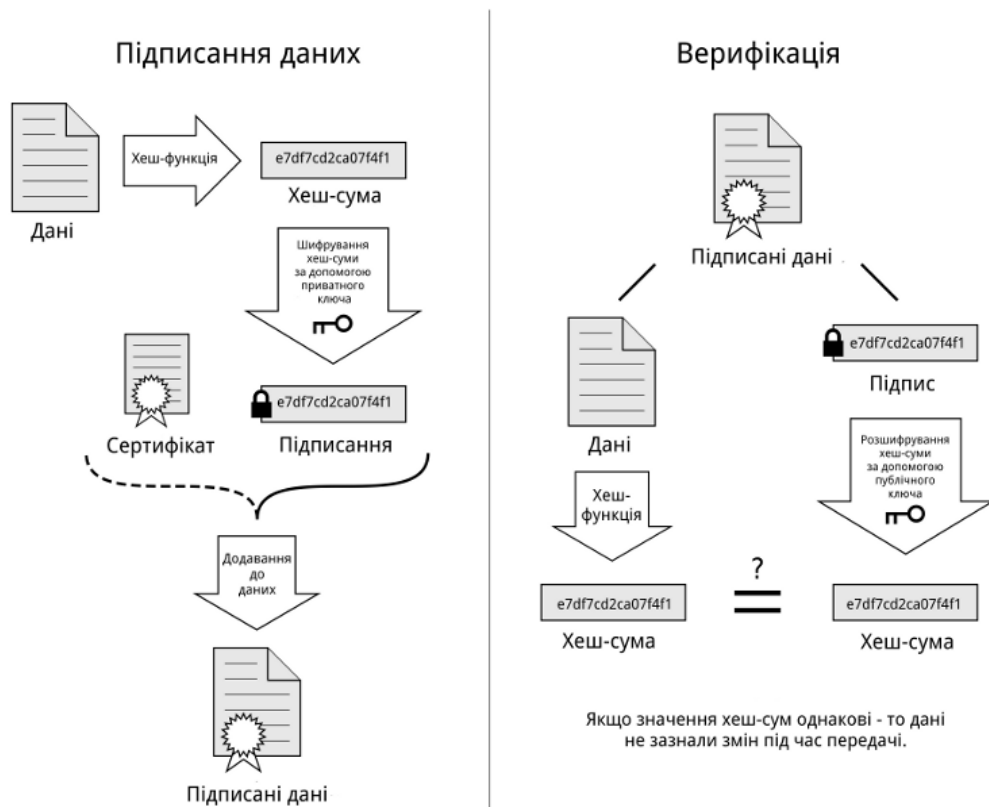 Підписання даних
Хеш-функція
e7df7cd2ca07f4f1
Дані
Хеш-сума
Шифрування
хеш-суми
за допомогою
приватного
ключа
e7df7cd2ca07f4f1
Сертифікат
Підписання
Додавання
до
даних
Підписані дані
Верифікація
Підписані дані
e7df7cd2ca07f4f1
Підпис
Дані
Розшифрування
хеш-суми
за допомогою
публічного
ключа
Хеш-
функція
?
=
e7df7cd2ca07f4f1
e7df7cd2ca07f4f1
Хеш-сума
Хеш-сума
Якщо значення хеш-сум однакові - то дані
не зазнали змін під час передачі.